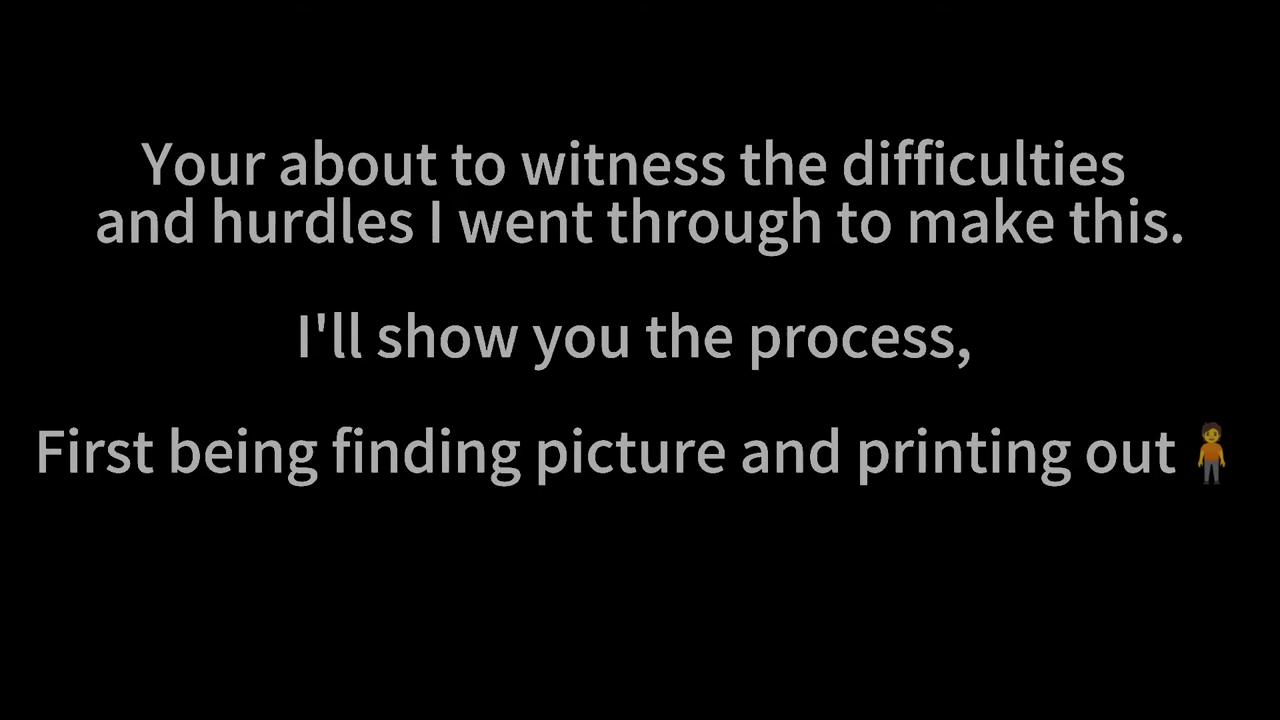 Your about to witness the difficulties
and hurdles I went through to make this.
I'll show you the process,
First being finding picture and printing out 🧍